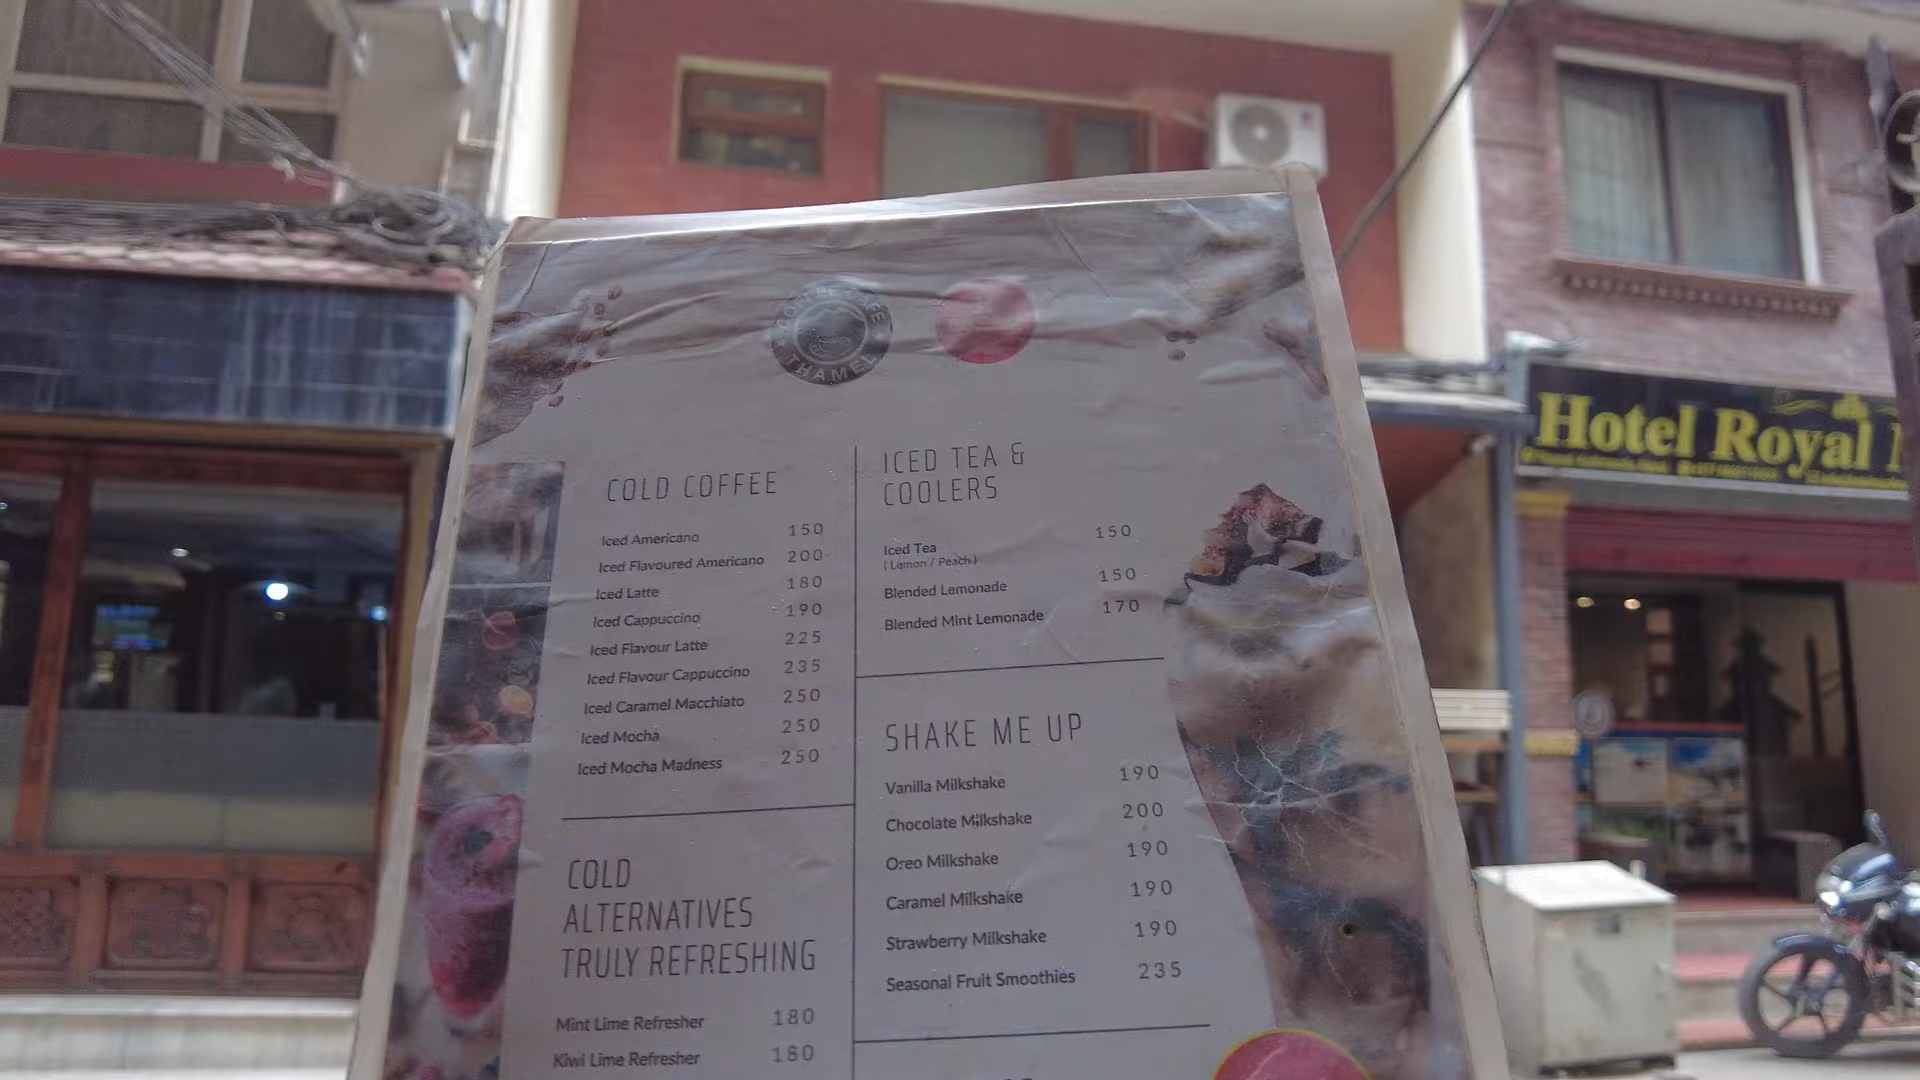 THAMEL
COLD COFFEE
Iced Americano 150
Iced Flavoured Americano 200
Iced Latte 180
Iced Cappuccino 190
Iced Flavour Latte 225
Iced Flavour Cappuccino 235
Iced Caramel Macchiato 250
Iced Mocha 250
Iced Mocha Madness 250
COLD
ALTERNATIVES
TRULY REFRESHING
Mint Lime Refresher 180
Kiwi Lime Refresher 180
ICED TEA &
COOLERS
Iced Tea 150
(Lemon / Peach)
Blended Lemonade 150
Blended Mint Lemonade 170
SHAKE ME UP
Vanilla Milkshake 190
Chocolate Milkshake 200
Oreo Milkshake 190
Caramel Milkshake 190
Strawberry Milkshake 190
Seasonal Fruit Smoothies 235
Hotel Royal